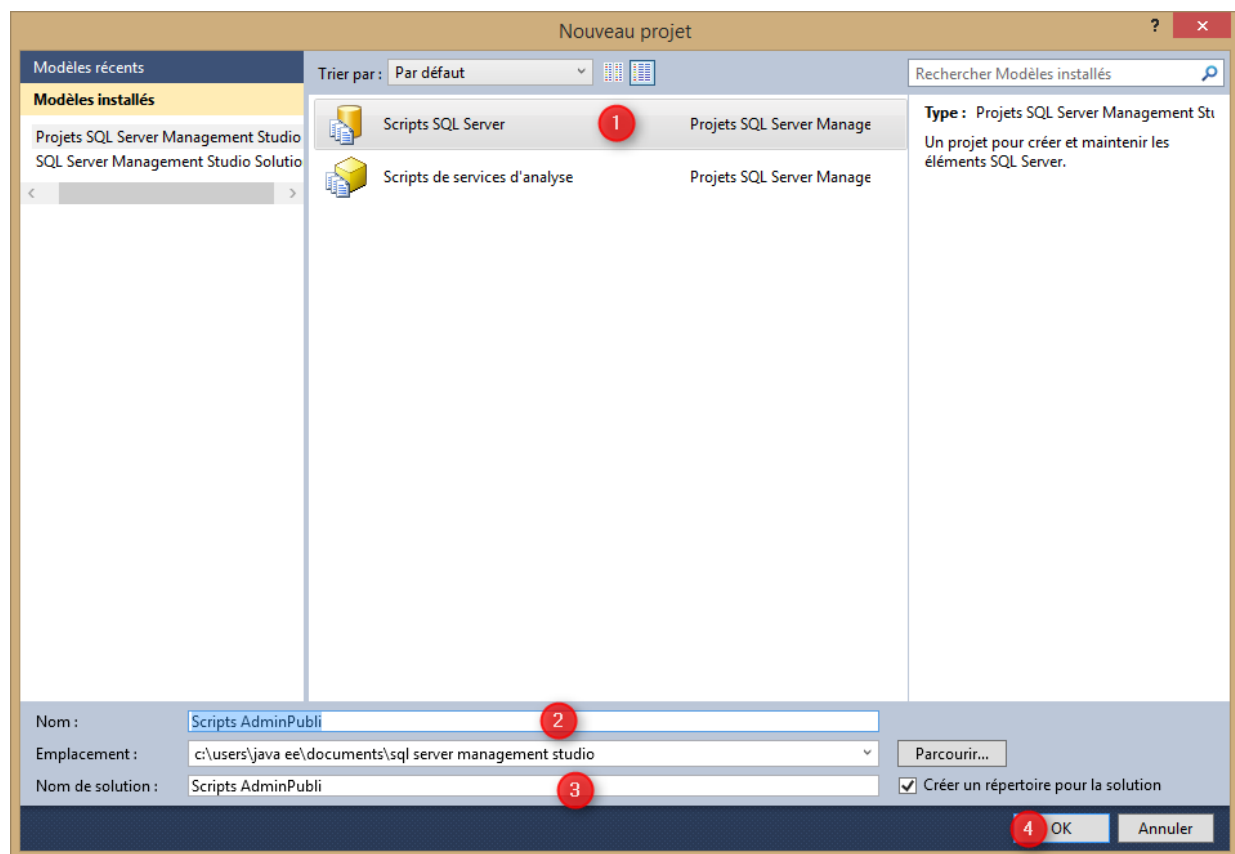 Nouveau projet
?
×
Modèles récents
Modèles installés
Projets SQL Server Management Studio
SQL Server Management Studio Solutio
Trier par : Par défaut
Scripts SQL Server 1 Projets SQL Server Manage
Scripts de services d'analyse Projets SQL Server Manage
Rechercher Modèles installés
Type : Projets SQL Server Management Stu
Un projet pour créer et maintenir les
éléments SQL Server.
Nom : Scripts AdminPubli 2
Emplacement : c:\users\java ee\documents\sql server management studio Parcourir...
Nom de solution : Scripts AdminPubli 3 Créer un répertoire pour la solution
4 OK Annuler